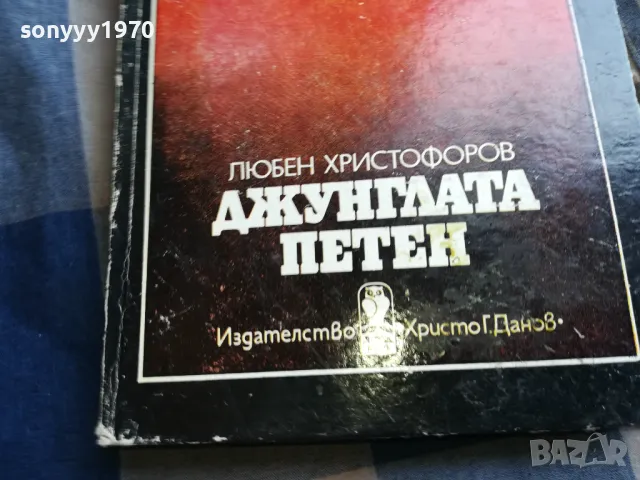 sonyyy1970
ЛЮБЕН ХРИСТОФОРОВ
ДЖУНГЛАТА
ПЕТЕН
Издателство Христо Г. Данов
BAZAR